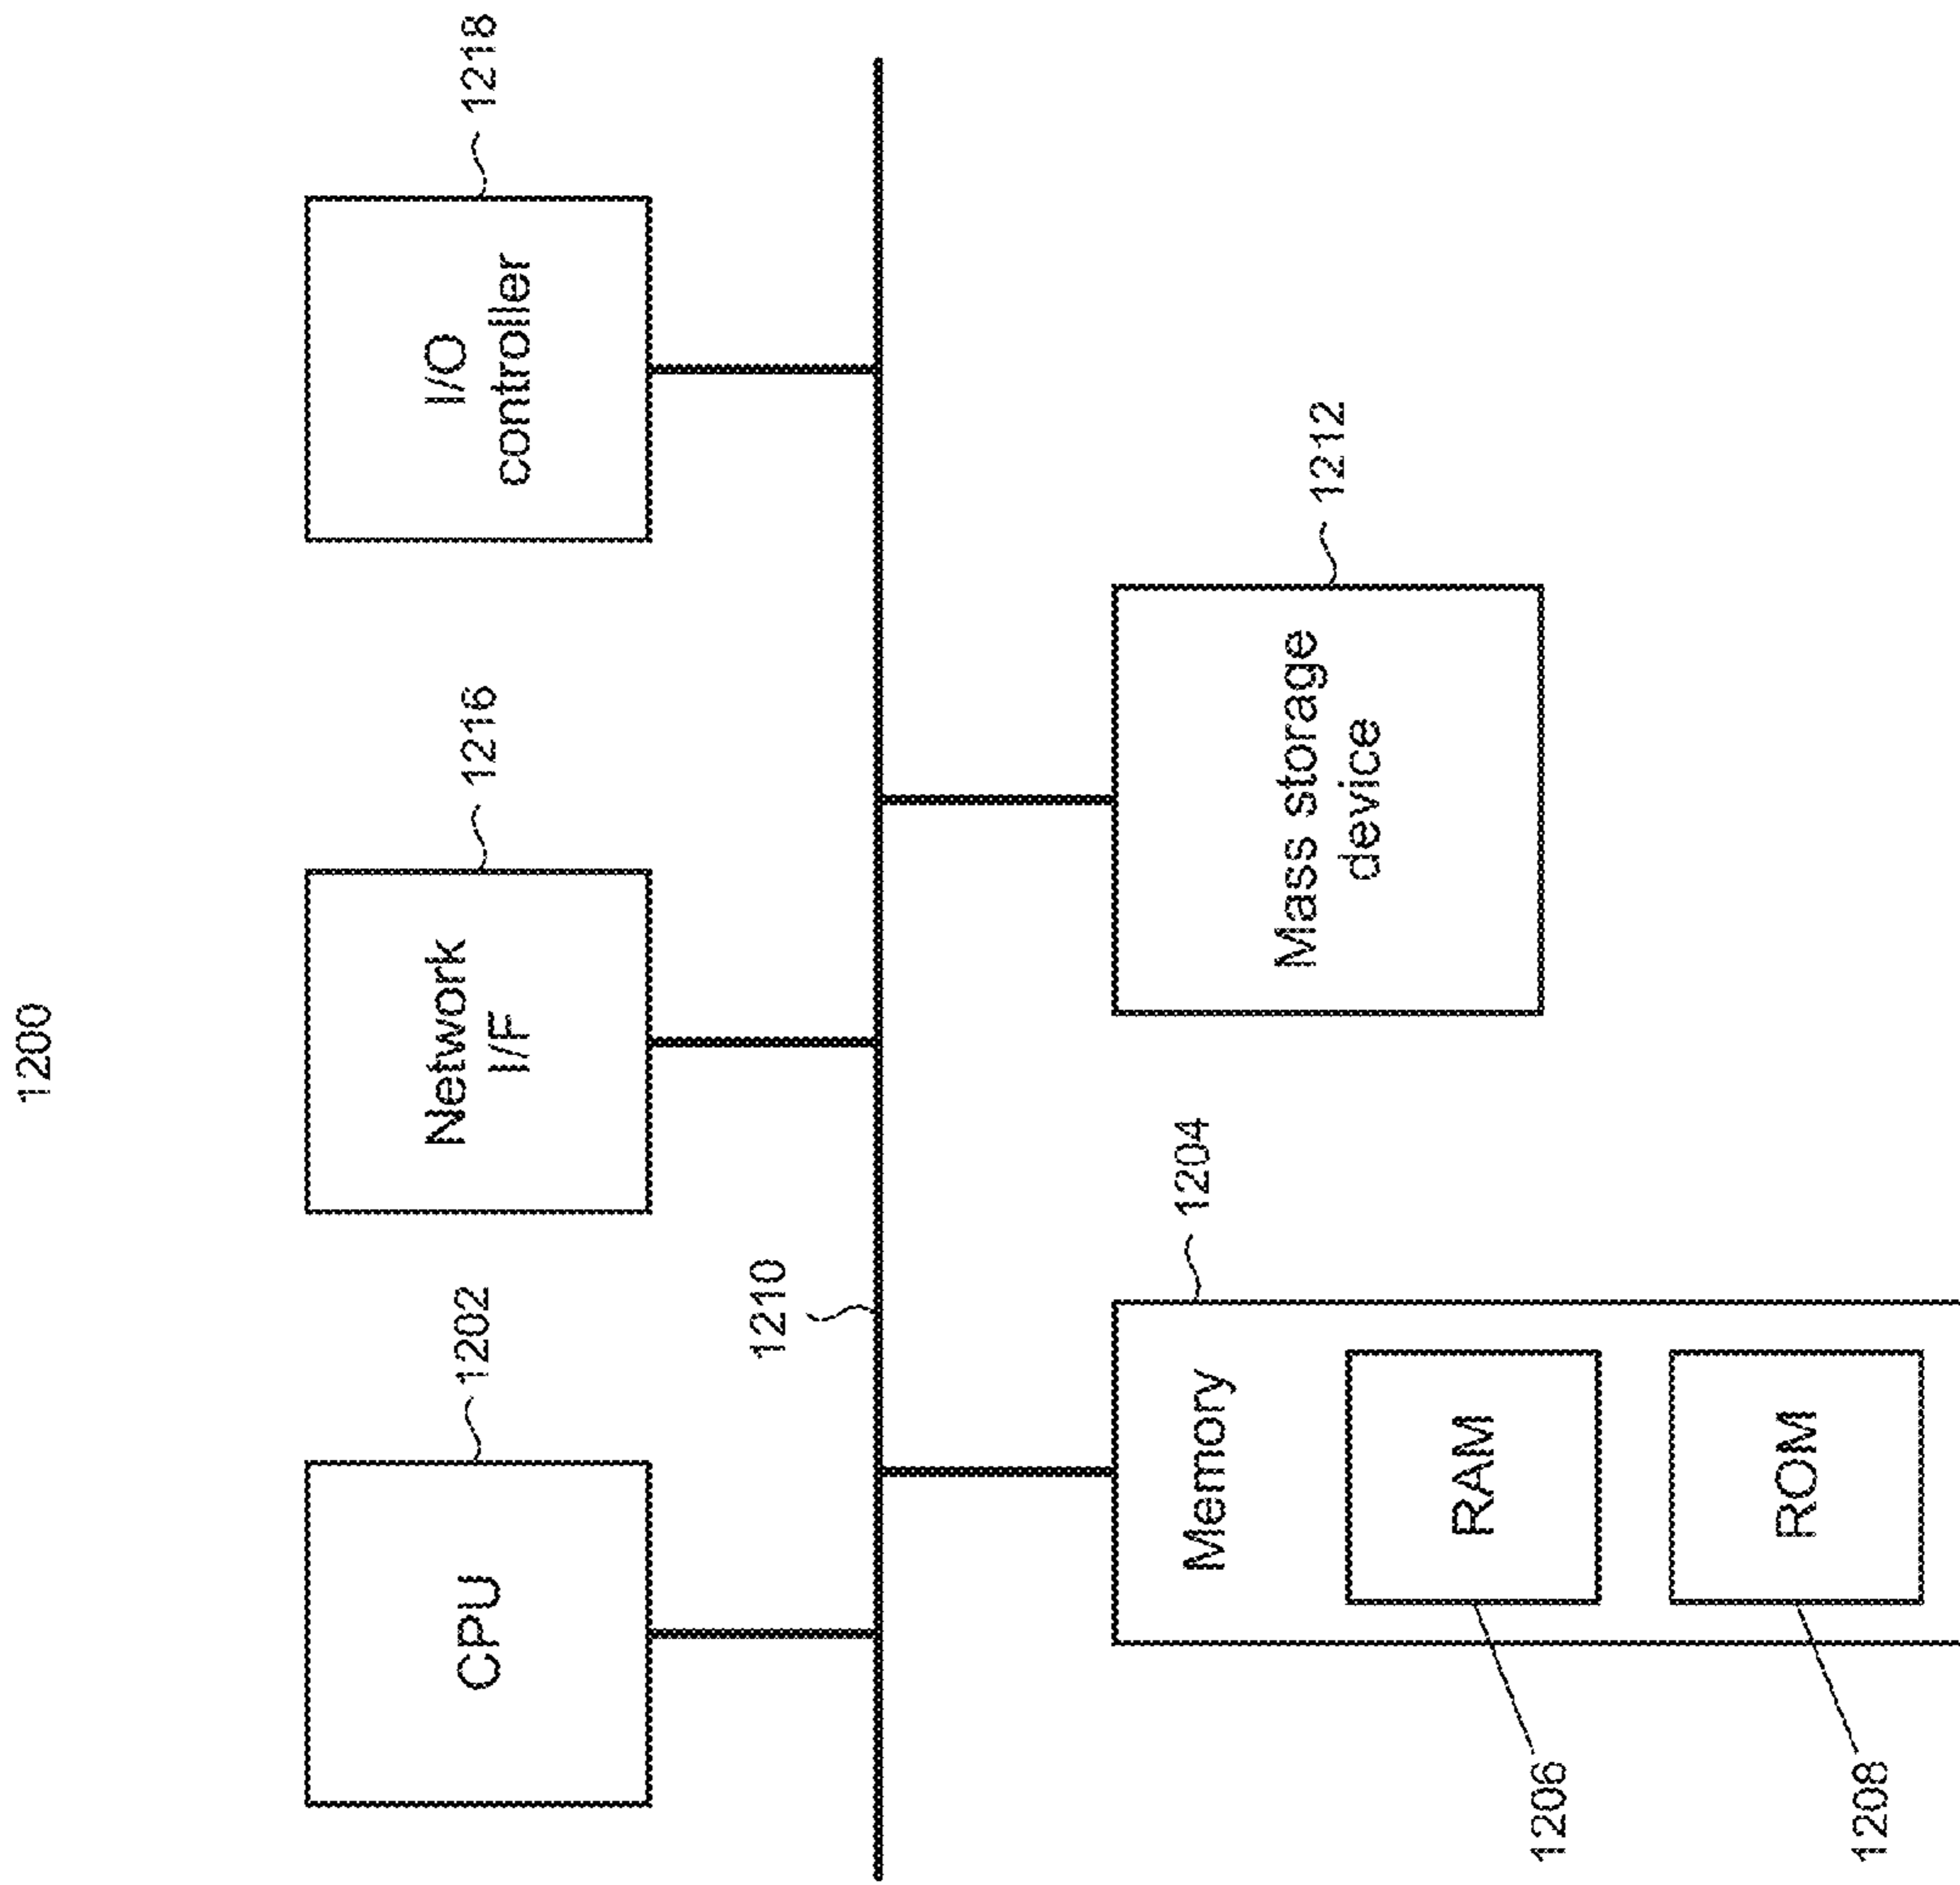 1200
CPU
1202
Network
I/F
1216
I/O
controller
1218
1210
Memory
1204
RAM
1206
ROM
1208
Mass storage
device
1212